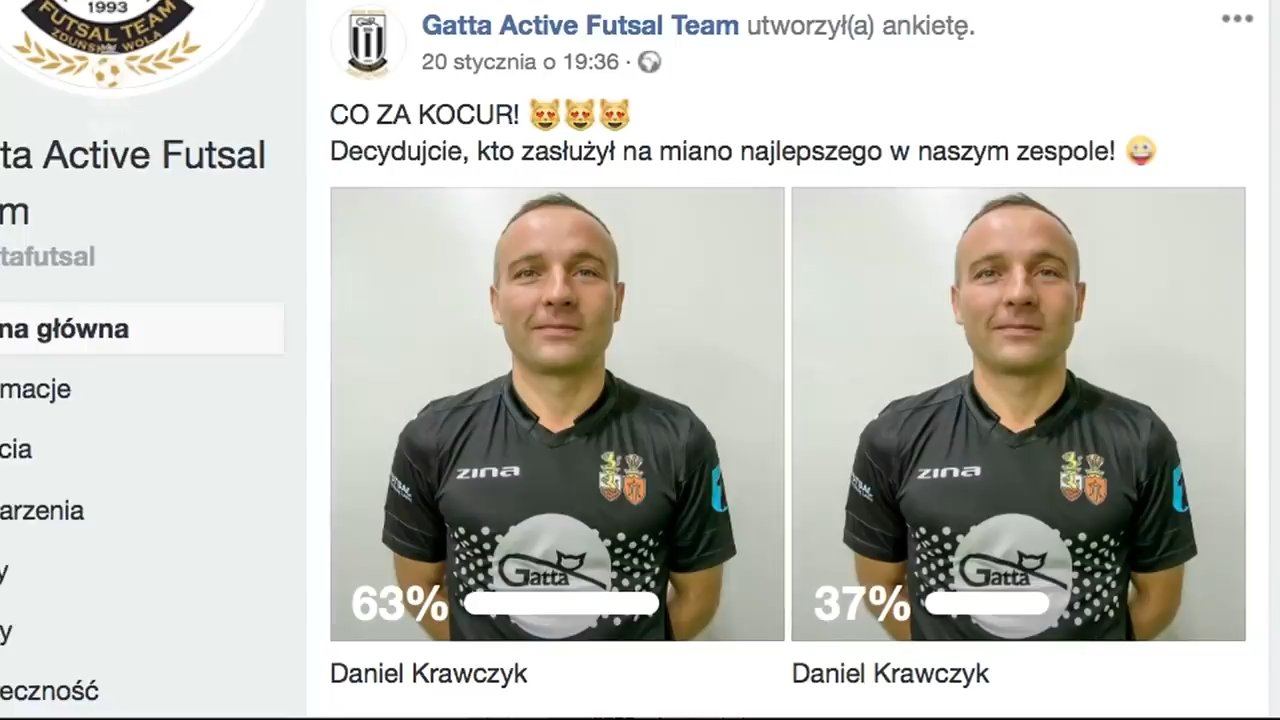 1993
FUTSAL TEAM
ZDUŃSKA WOLA
ta Active Futsal
m
tafutsal
na główna
macje
cia
arzenia
y
y
eczność
Gatta Active Futsal Team utworzył(a) ankietę.
20 stycznia o 19:36 ·
CO ZA KOCUR! 😻😻😻
Decydujcie, kto zasłużył na miano najlepszego w naszym zespole! 😀
zina
Gatta
63%
zina
Gatta
37%
Daniel Krawczyk
Daniel Krawczyk